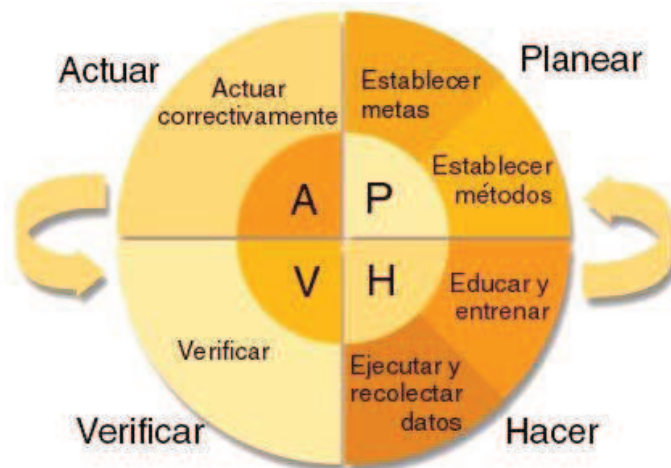 Actuar
Planear
Actuar
correctivamente
Establecer
metas
Establecer
métodos
A
P
V
H
Educar y
entrenar
Verificar
Ejecutar y
recolectar
datos
Verificar
Hacer